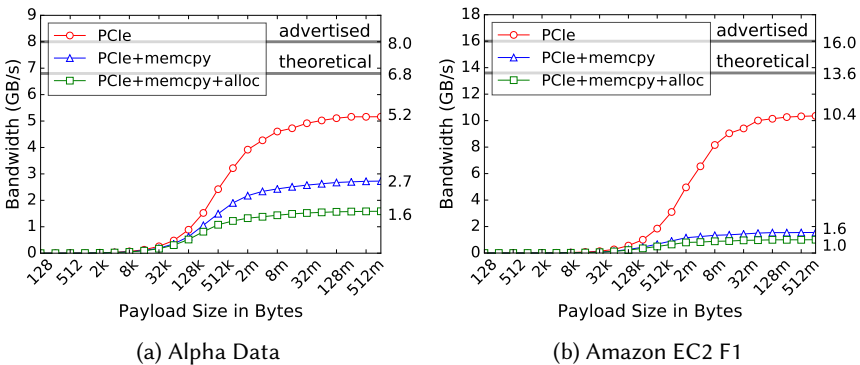 9
8
7
6
5
4
3
2
1
0
Bandwidth (GB/s)
PCIe
PCIe+memcpy
PCIe+memcpy+alloc
advertised
theoretical
8.0
6.8
5.2
2.7
1.6
128
512
2k
8k
32k
128k
512k
2m
8m
32m
128m
512m
Payload Size in Bytes
(a) Alpha Data
18
16
14
12
10
8
6
4
2
0
Bandwidth (GB/s)
PCIe
PCIe+memcpy
PCIe+memcpy+alloc
advertised
theoretical
16.0
13.6
10.4
1.6
1.0
128
512
2k
8k
32k
128k
512k
2m
8m
32m
128m
512m
Payload Size in Bytes
(b) Amazon EC2 F1